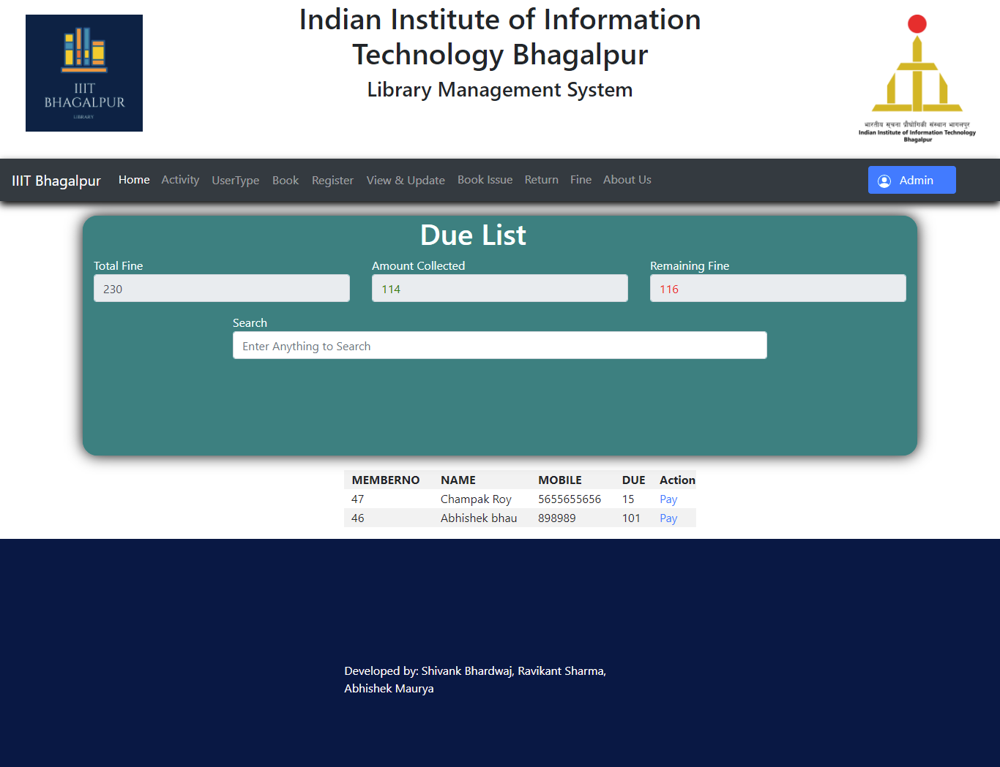 IIIT
BHAGALPUR
LIBRARY
Indian Institute of Information
Technology Bhagalpur
Library Management System
भारतीय सूचना प्रौद्योगिकी संस्थान भागलपुर
Indian Institute of Information Technology
Bhagalpur
IIIT Bhagalpur Home Activity UserType Book Register View & Update Book Issue Return Fine About Us Admin
Due List
Total Fine Amount Collected Remaining Fine
230 114 116
Search
Enter Anything to Search
MEMBERNO NAME MOBILE DUE Action
47 Champak Roy 5655655656 15 Pay
46 Abhishek bhau 898989 101 Pay
Developed by: Shivank Bhardwaj, Ravikant Sharma,
Abhishek Maurya